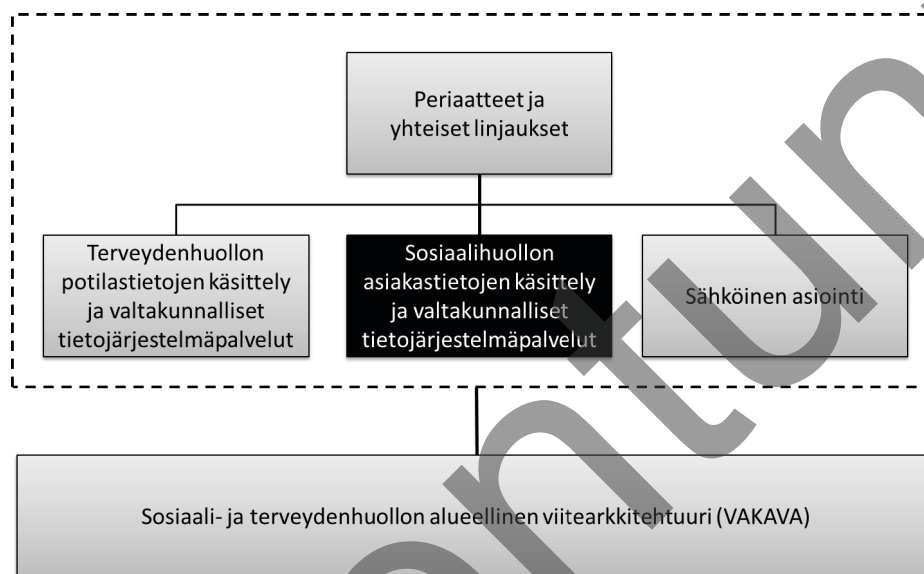 Periaatteet ja
yhteiset linjaukset
Terveydenhuollon
potilastietojen käsittely
ja valtakunnalliset
tietojärjestelmäpalvelut
Sosiaalihuollon
asiakastietojen käsittely
ja valtakunnalliset
tietojärjestelmäpalvelut
Sähköinen asiointi
Sosiaali- ja terveydenhuollon alueellinen viitearkkitehtuuri (VAKAVA)